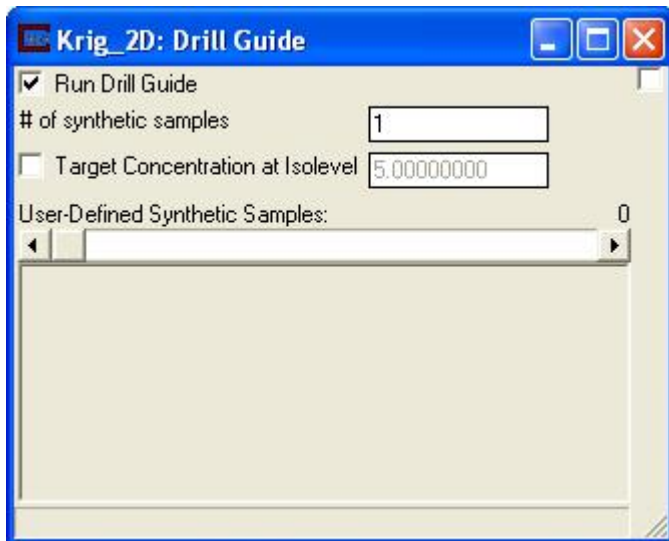 Krig_2D: Drill Guide
Run Drill Guide
# of synthetic samples 1
Target Concentration at Isolevel 5.00000000
User-Defined Synthetic Samples: 0